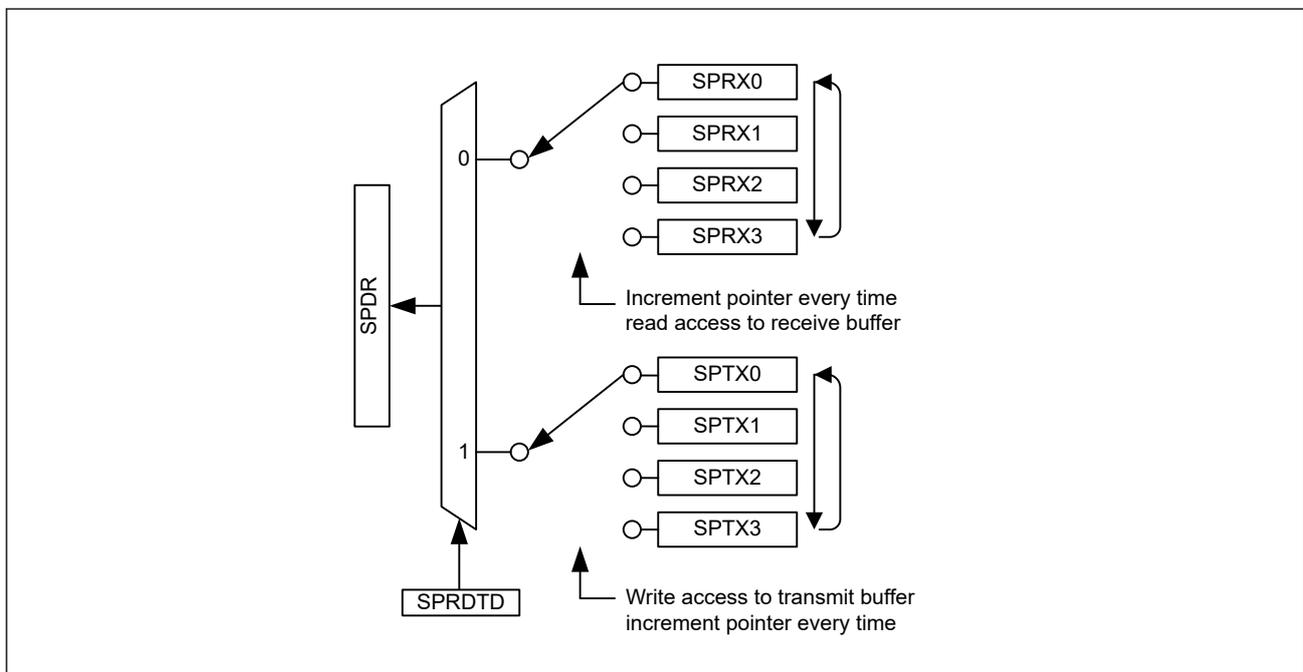 SPRX0
SPRX1
0
SPRX2
SPRX3
SPDR
Increment pointer every time
read access to receive buffer
SPTX0
SPTX1
1
SPTX2
SPTX3
SPRDTD
Write access to transmit buffer
increment pointer every time